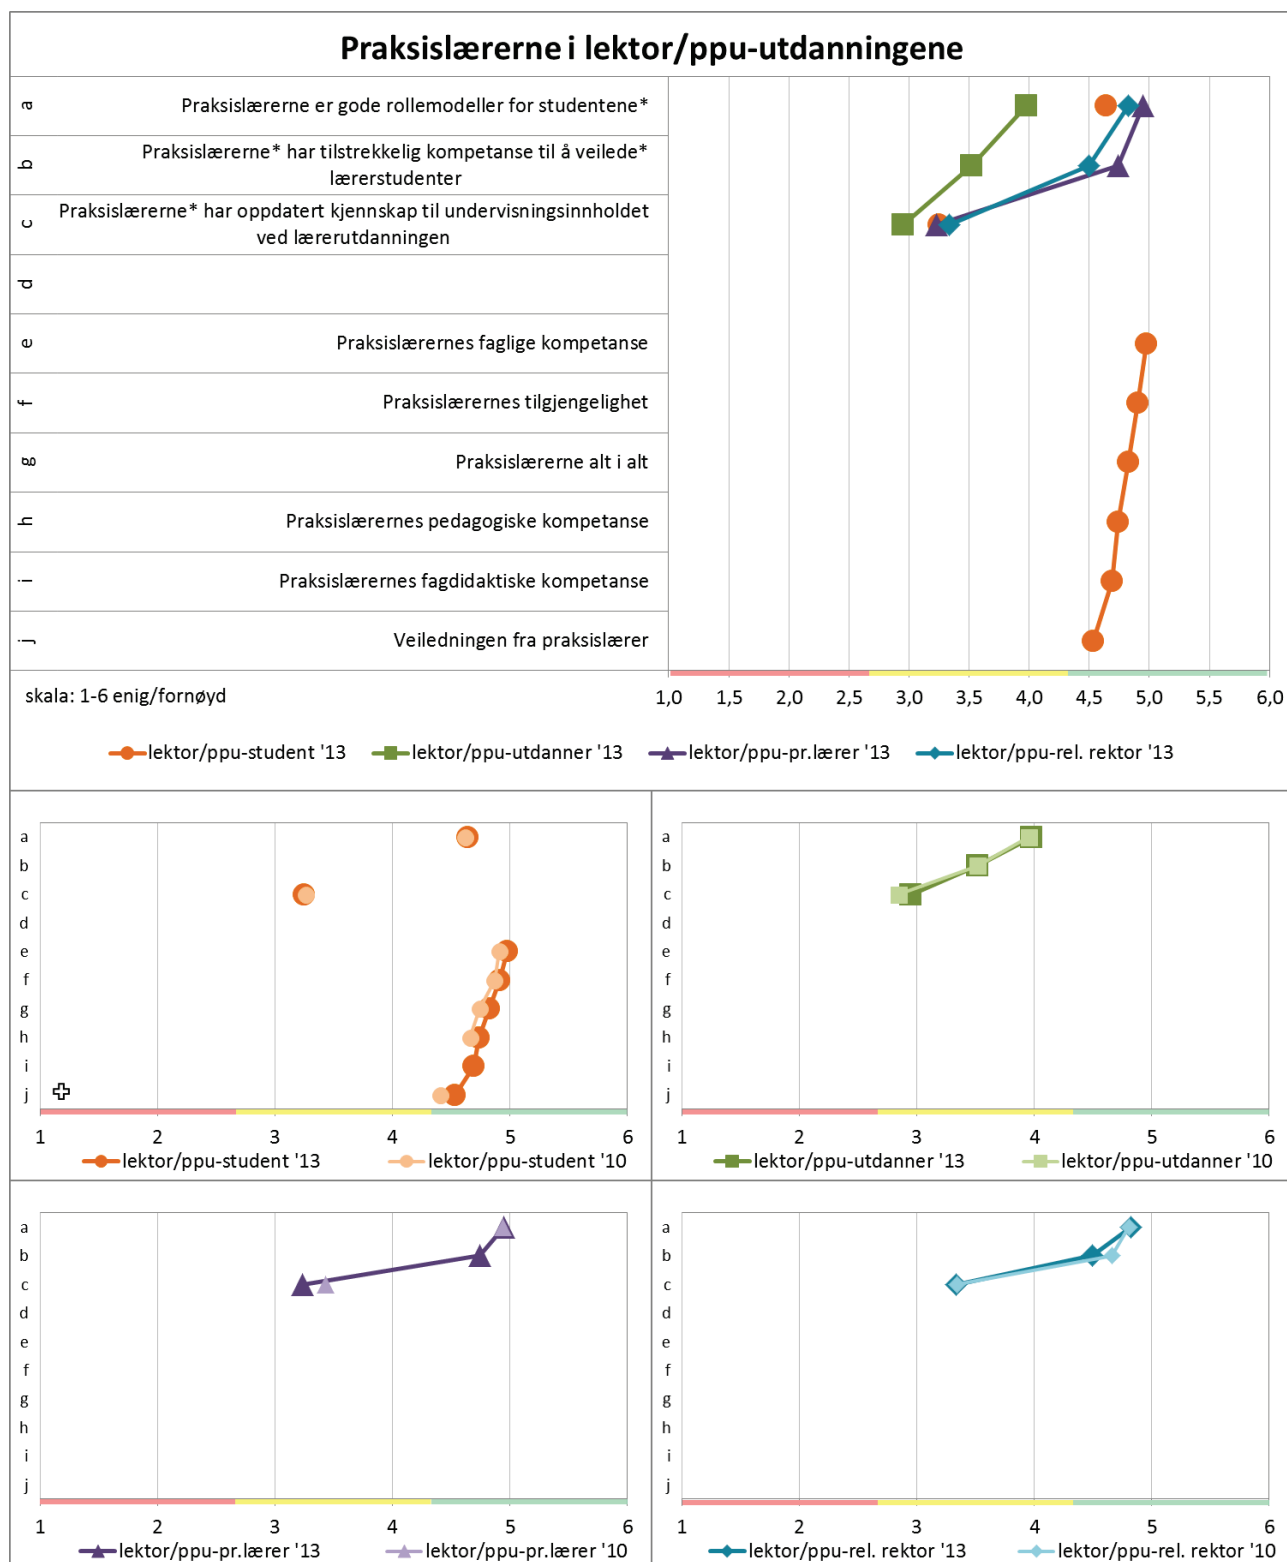 Praksislærerne i lektor/ppu-utdanningene
a Praksislærerne er gode rollemodeller for studentene*
b Praksislærerne* har tilstrekkelig kompetanse til å veilede*
lærerstudenter
c Praksislærerne* har oppdatert kjennskap til undervisningsinnholdet
ved lærerutdanningen
d
e Praksislærernes faglige kompetanse
f Praksislærernes tilgjengelighet
g Praksislærerne alt i alt
h Praksislærernes pedagogiske kompetanse
i Praksislærernes fagdidaktiske kompetanse
j Veiledningen fra praksislærer
skala: 1-6 enig/fornøyd
1,0 1,5 2,0 2,5 3,0 3,5 4,0 4,5 5,0 5,5 6,0
lektor/ppu-student '13 lektor/ppu-utdanner '13 lektor/ppu-pr.lærer '13 lektor/ppu-rel. rektor '13
a
b
c
d
e
f
g
h
i
j
1 2 3 4 5 6
lektor/ppu-student '13 lektor/ppu-student '10
a
b
c
d
e
f
g
h
i
j
1 2 3 4 5 6
lektor/ppu-utdanner '13 lektor/ppu-utdanner '10
a
b
c
d
e
f
g
h
i
j
1 2 3 4 5 6
lektor/ppu-pr.lærer '13 lektor/ppu-pr.lærer '10
a
b
c
d
e
f
g
h
i
j
1 2 3 4 5 6
lektor/ppu-rel. rektor '13 lektor/ppu-rel. rektor '10